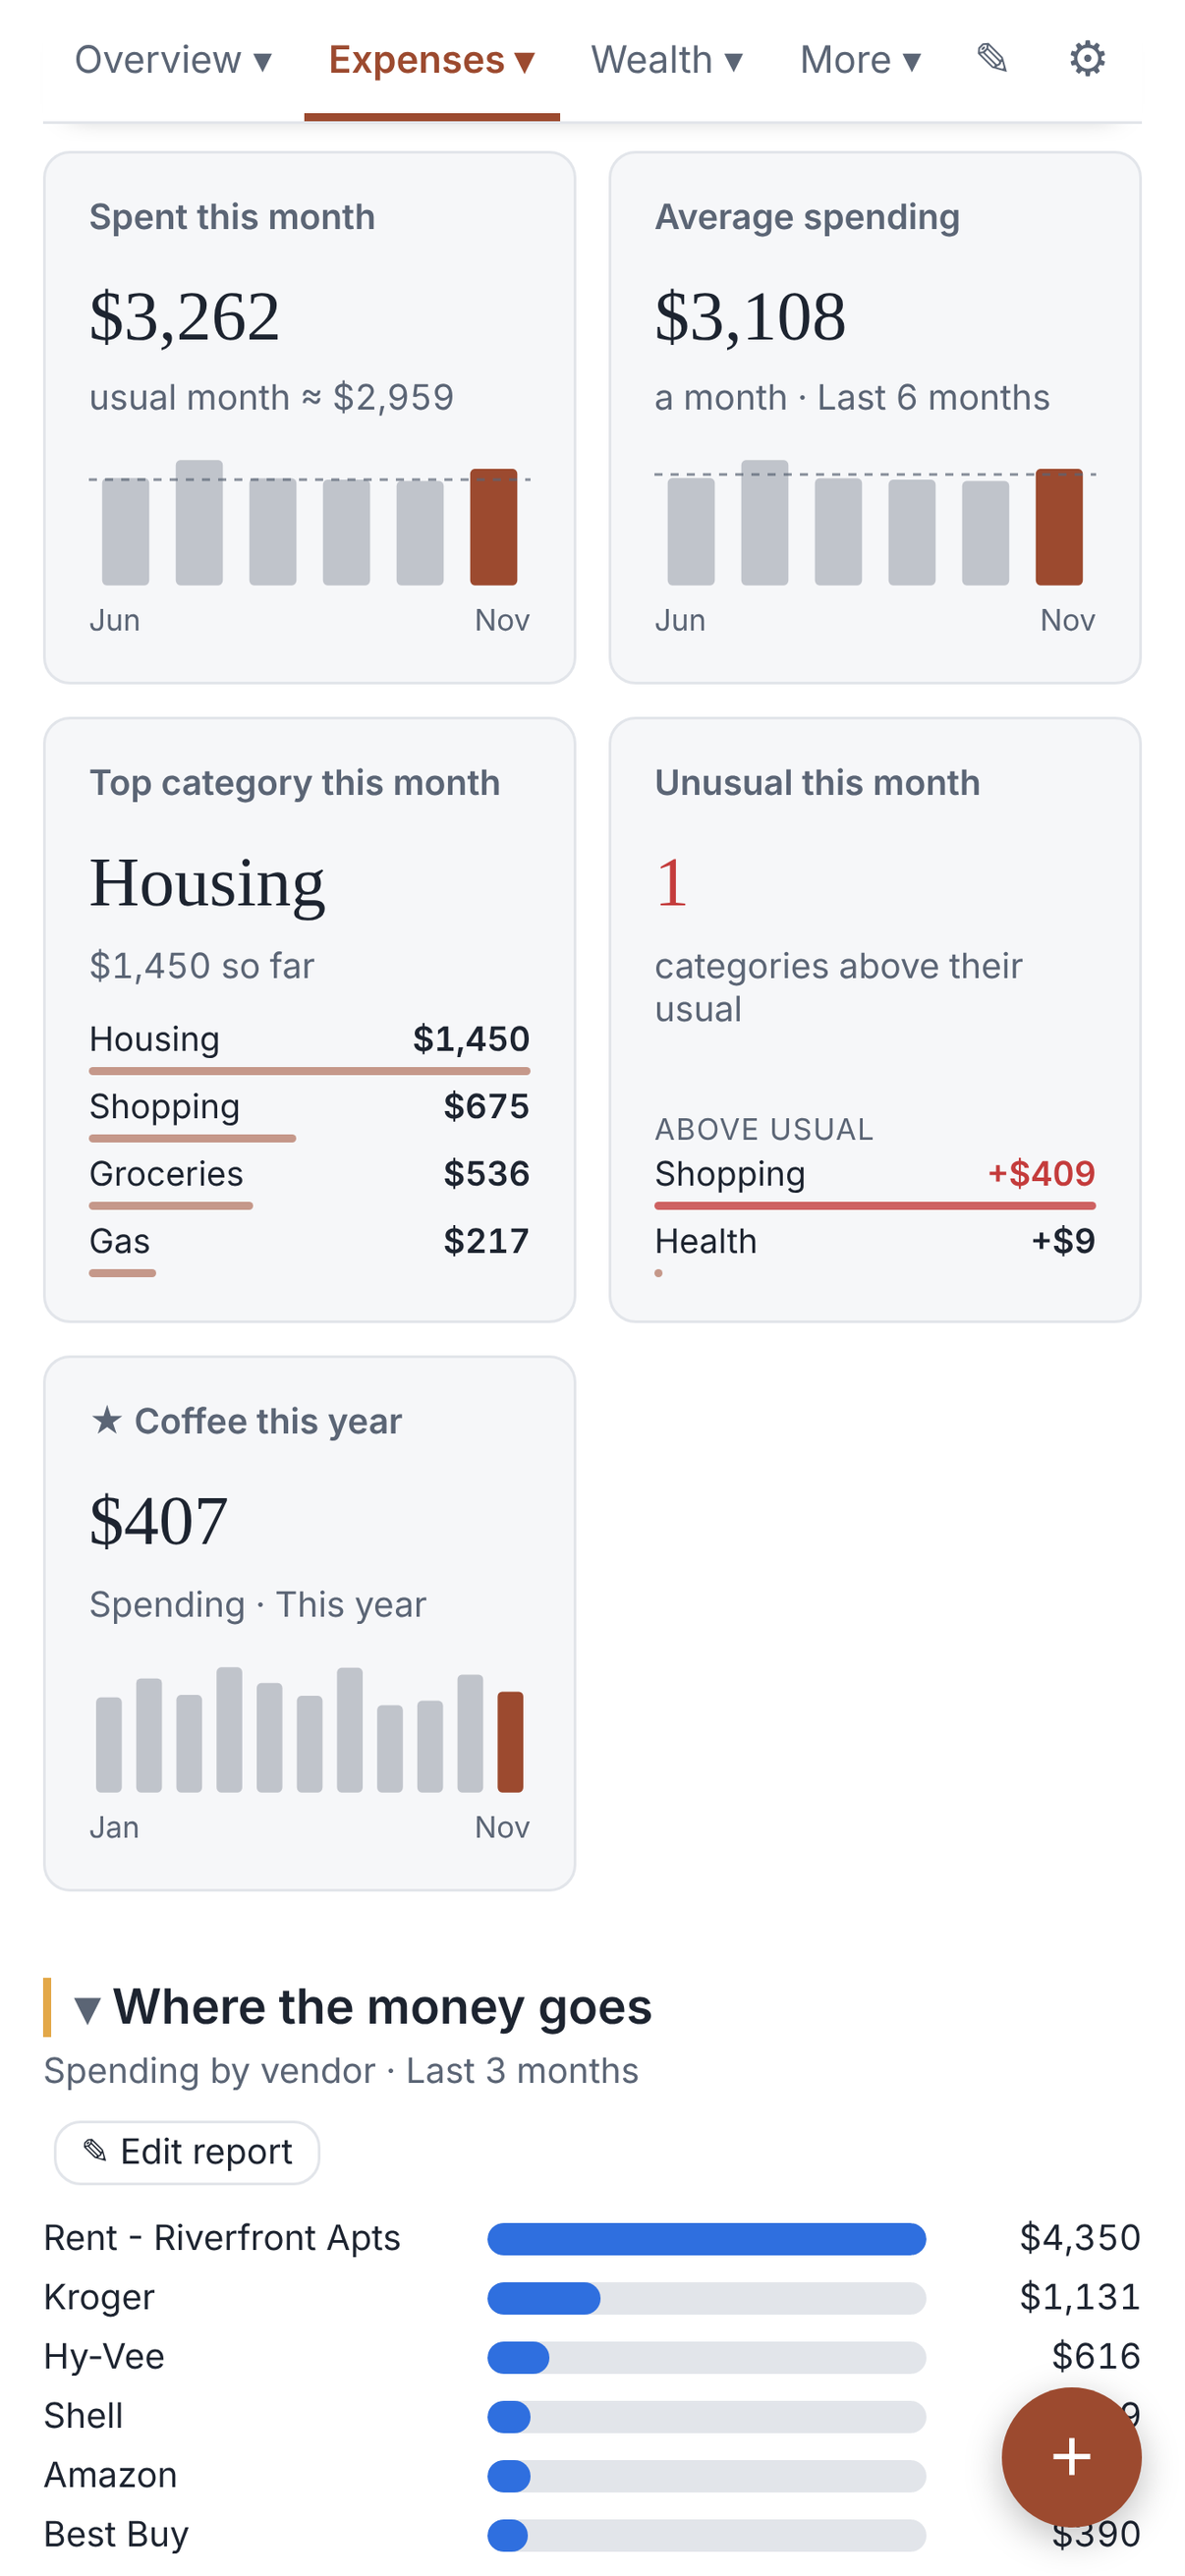 Overview ▾ Expenses ▾ Wealth ▾ More ▾ ✎ ⚙
Spent this month
$3,262
usual month ≈ $2,959
Jun Nov
Average spending
$3,108
a month · Last 6 months
Jun Nov
Top category this month
Housing
$1,450 so far
Housing $1,450
Shopping $675
Groceries $536
Gas $217
Unusual this month
1
categories above their
usual
ABOVE USUAL
Shopping +$409
Health +$9
★ Coffee this year
$407
Spending · This year
Jan Nov
▾ Where the money goes
Spending by vendor · Last 3 months
✎ Edit report
Rent - Riverfront Apts $4,350
Kroger $1,131
Hy-Vee $616
Shell
Amazon
+
Best Buy $390